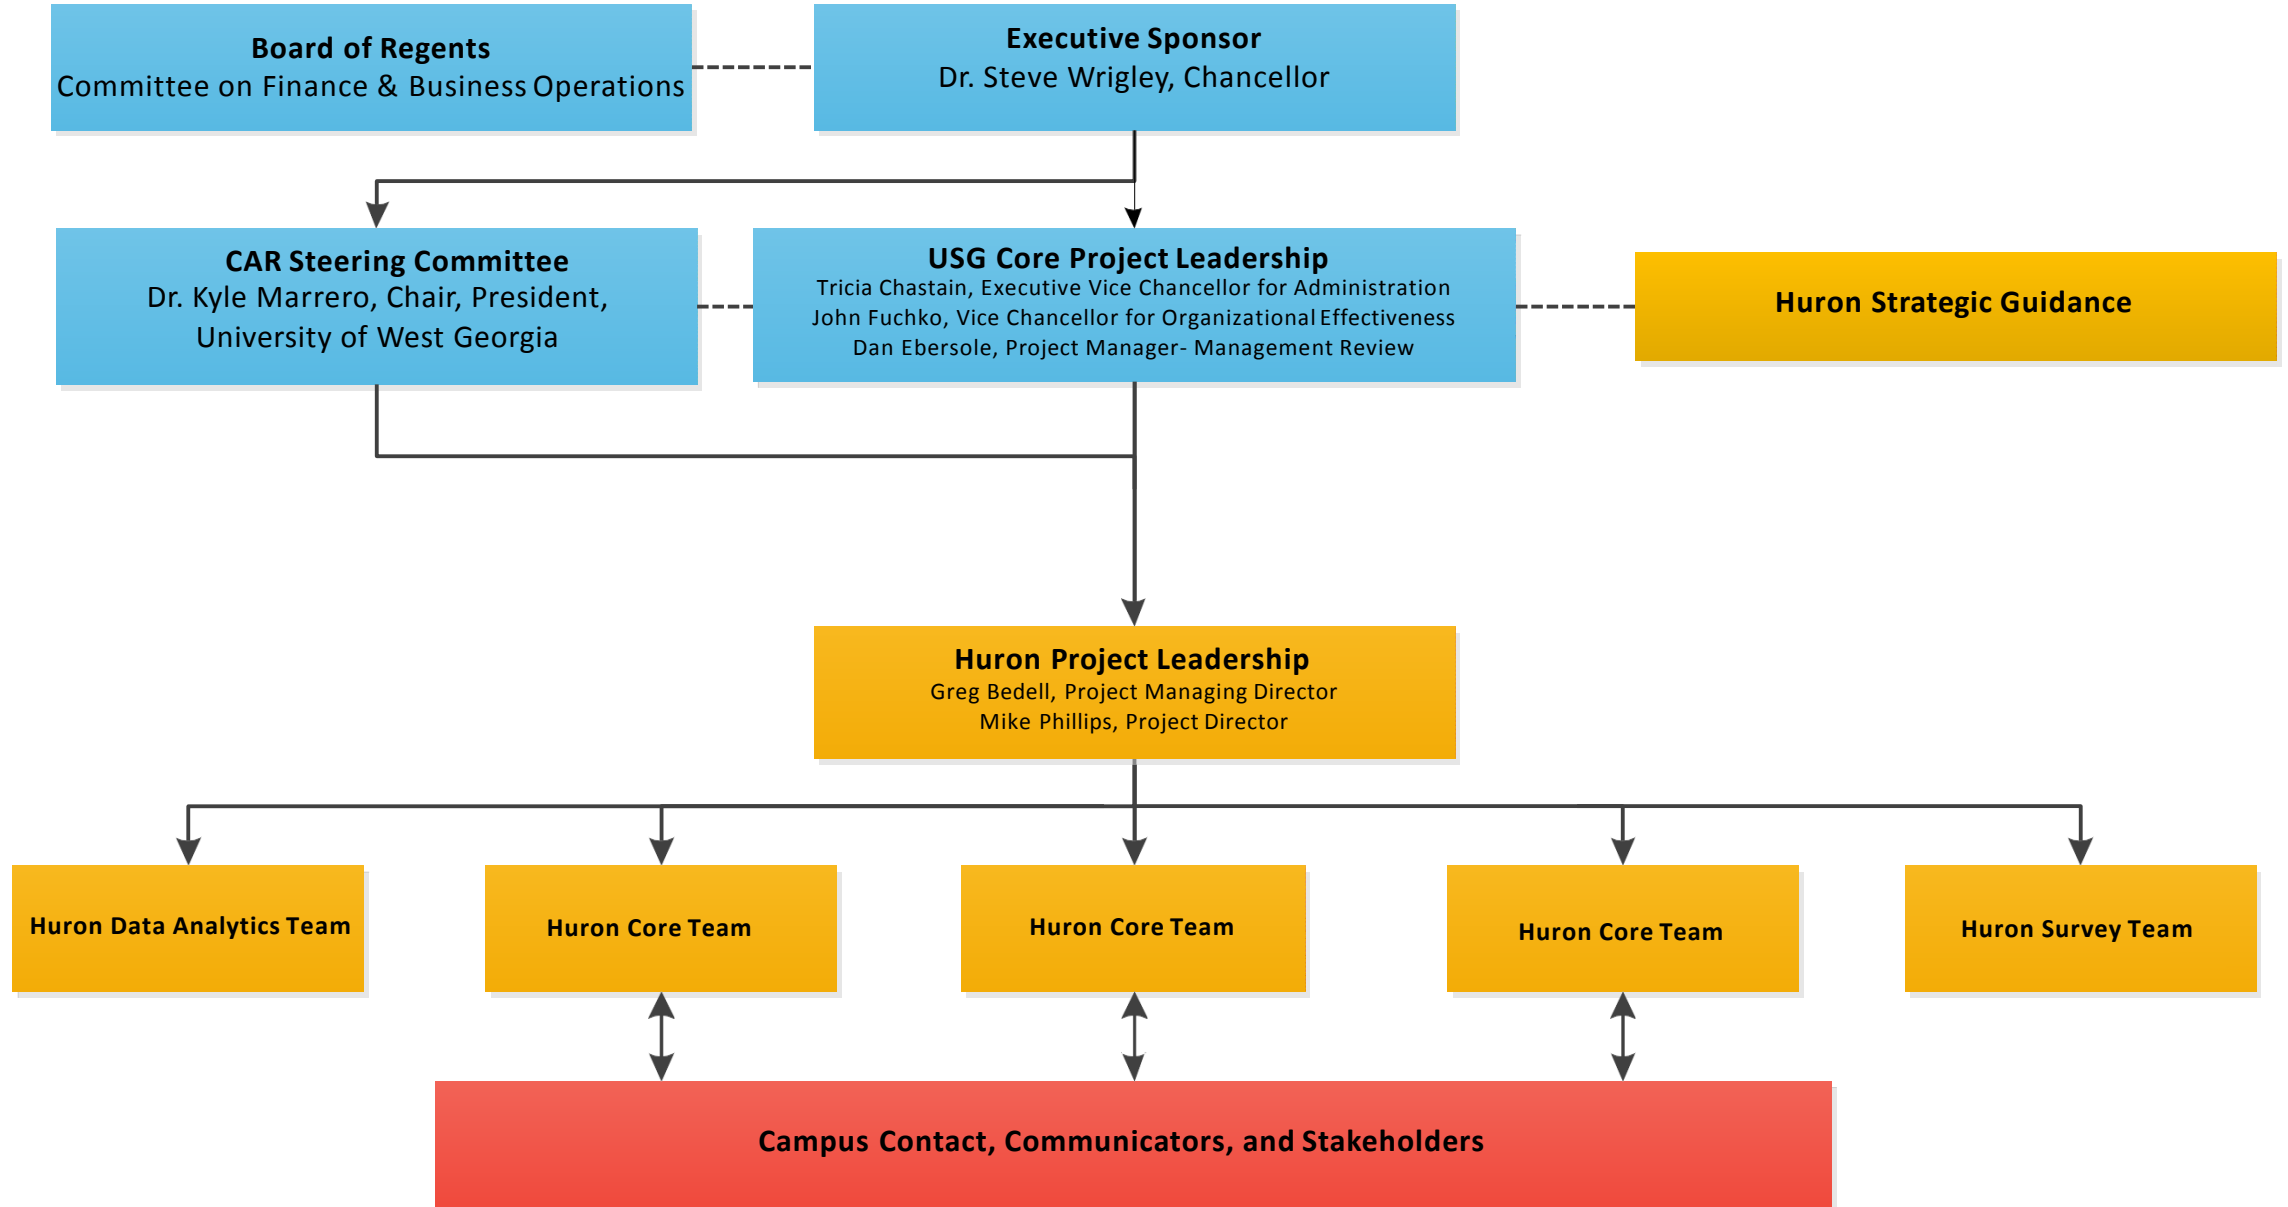 Board of Regents
Committee on Finance & Business Operations
Executive Sponsor
Dr. Steve Wrigley, Chancellor
CAR Steering Committee
Dr. Kyle Marrero, Chair, President,
University of West Georgia
USG Core Project Leadership
Tricia Chastain, Executive Vice Chancellor for Administration
John Fuchko, Vice Chancellor for Organizational Effectiveness
Dan Ebersole, Project Manager- Management Review
Huron Strategic Guidance
Huron Project Leadership
Greg Bedell, Project Managing Director
Mike Phillips, Project Director
Huron Data Analytics Team
Huron Core Team
Huron Core Team
Huron Core Team
Huron Survey Team
Campus Contact, Communicators, and Stakeholders